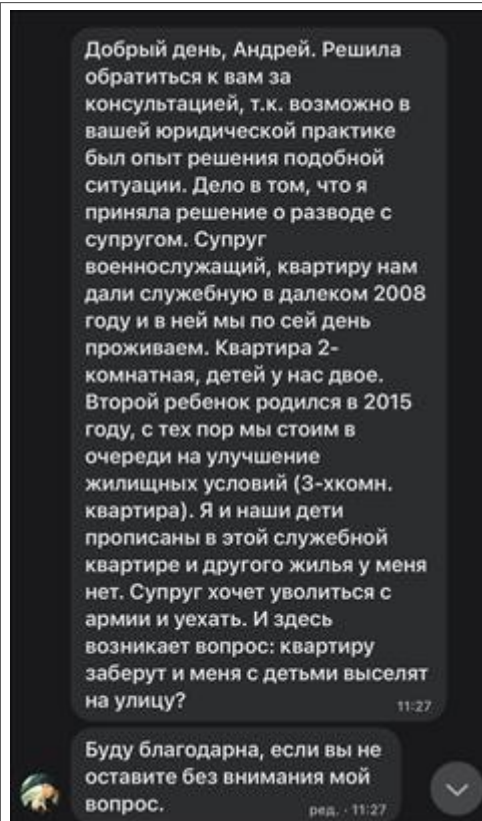 Добрый день, Андрей. Решила
обратиться к вам за
консультацией, т.к. возможно в
вашей юридической практике
был опыт решения подобной
ситуации. Дело в том, что я
приняла решение о разводе с
супругом. Супруг
военнослужащий, квартиру нам
дали служебную в далеком 2008
году и в ней мы по сей день
проживаем. Квартира 2-
комнатная, детей у нас двое.
Второй ребенок родился в 2015
году, с тех пор мы стоим в
очереди на улучшение
жилищных условий (3-хкомн.
квартира). Я и наши дети
прописаны в этой служебной
квартире и другого жилья у меня
нет. Супруг хочет уволиться с
армии и уехать. И здесь
возникает вопрос: квартиру
заберут и меня с детьми выселят
на улицу?
11:27
Буду благодарна, если вы не
оставите без внимания мой
вопрос.
ред. · 11:27